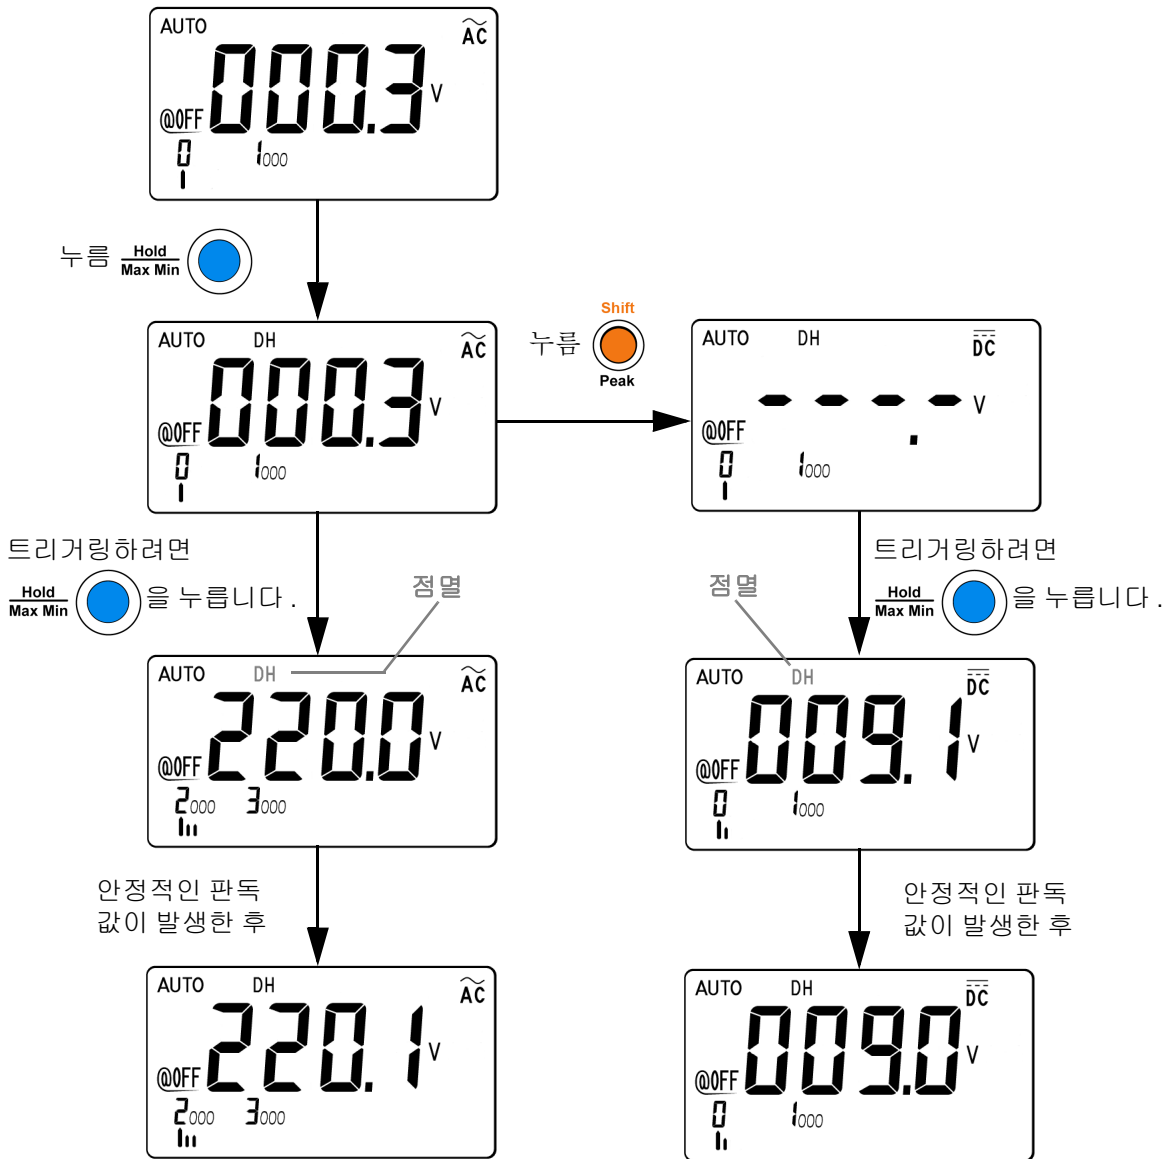 AUTO
AC
000.3 V
@OFF
0 1000
누름 Hold
Max Min
AUTO DH
AC
000.3 V
@OFF
0 1000
Shift
누름
Peak
AUTO DH
DC
- - - . - V
@OFF
0 1000
트리거링하려면
Hold
Max Min
을 누릅니다.
점멸
점멸
트리거링하려면
Hold
Max Min
을 누릅니다.
AUTO DH
AC
220.0 V
@OFF
2000 3000
AUTO DH
DC
009.1 V
@OFF
0 1000
안정적인 판독
값이 발생한 후
안정적인 판독
값이 발생한 후
AUTO DH
AC
220.1 V
@OFF
2000 3000
AUTO DH
DC
009.0 V
@OFF
0 1000